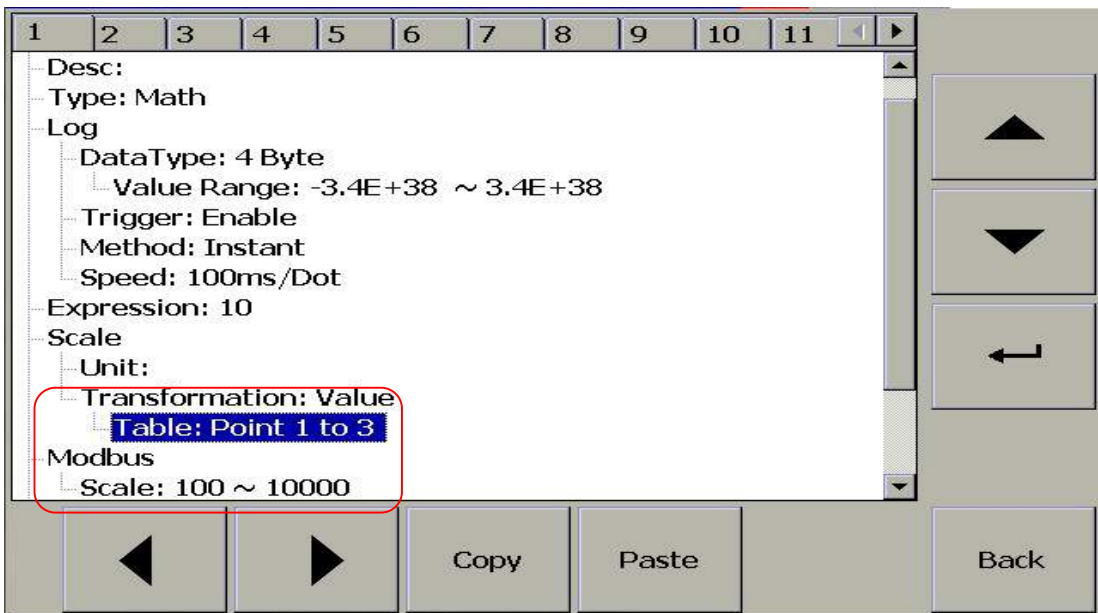 1 2 3 4 5 6 7 8 9 10 11
Desc:
Type: Math
Log
DataType: 4 Byte
Value Range: -3.4E+38 ~ 3.4E+38
Trigger: Enable
Method: Instant
Speed: 100ms/Dot
Expression: 10
Scale
Unit:
Transformation: Value
Table: Point 1 to 3
Modbus
Scale: 100 ~ 10000
Copy Paste Back